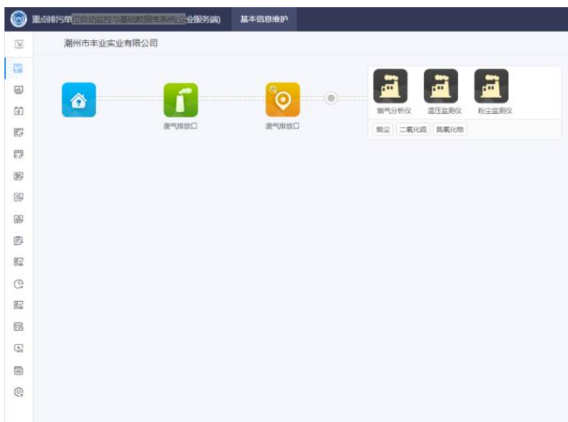 重点排污单位自动监控与基础数据库系统(企业服务端) 基本信息维护
潮州市丰业实业有限公司
废气排放口 废气排放口 烟气分析仪 温压监测仪 粉尘监测仪
烟尘 二氧化硫 氮氧化物